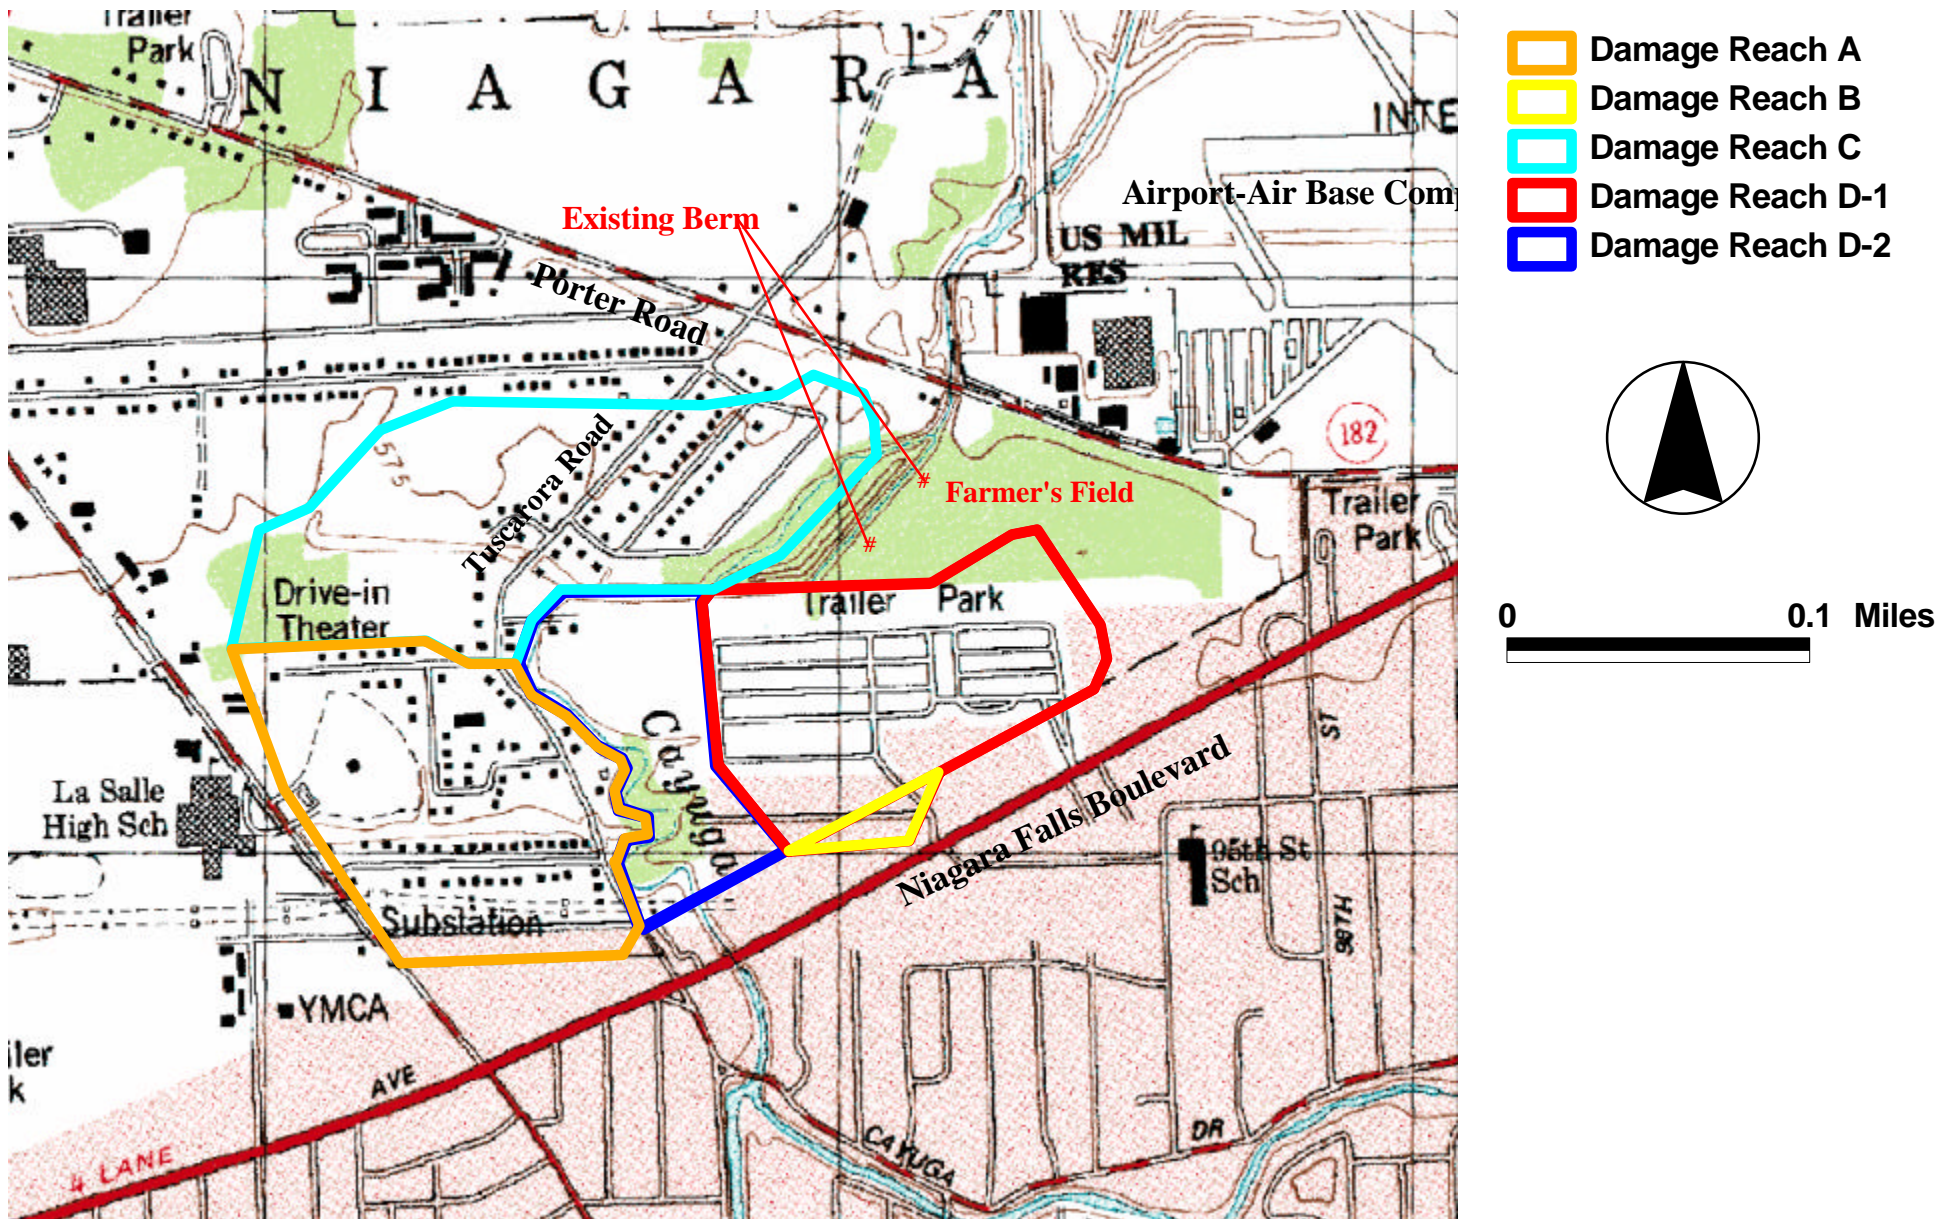 Trailer
Park
N I A G A R A
INTE
Airport-Air Base Comp
Existing Berm
US MIL
RES
Porter Road
575
Tuscarora Road
182
Farmer's Field
Trailer
Park
Drive-in
Theater
Trailer Park
Cayuga
ST
La Salle
High Sch
Niagara Falls Boulevard
95th St
Sch
98TH
Substation
YMCA
iler
k
AVE
4 LANE
CAYUGA
DR
Damage Reach A
Damage Reach B
Damage Reach C
Damage Reach D-1
Damage Reach D-2
0 0.1 Miles